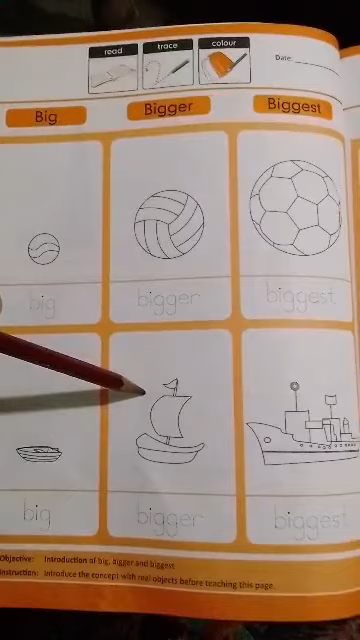 read trace colour
Date:
Big Bigger Biggest
big bigger biggest
big bigger biggest
Objective: Introduction of big, bigger and biggest
Instruction: Introduce the concept with real objects before teaching this page.